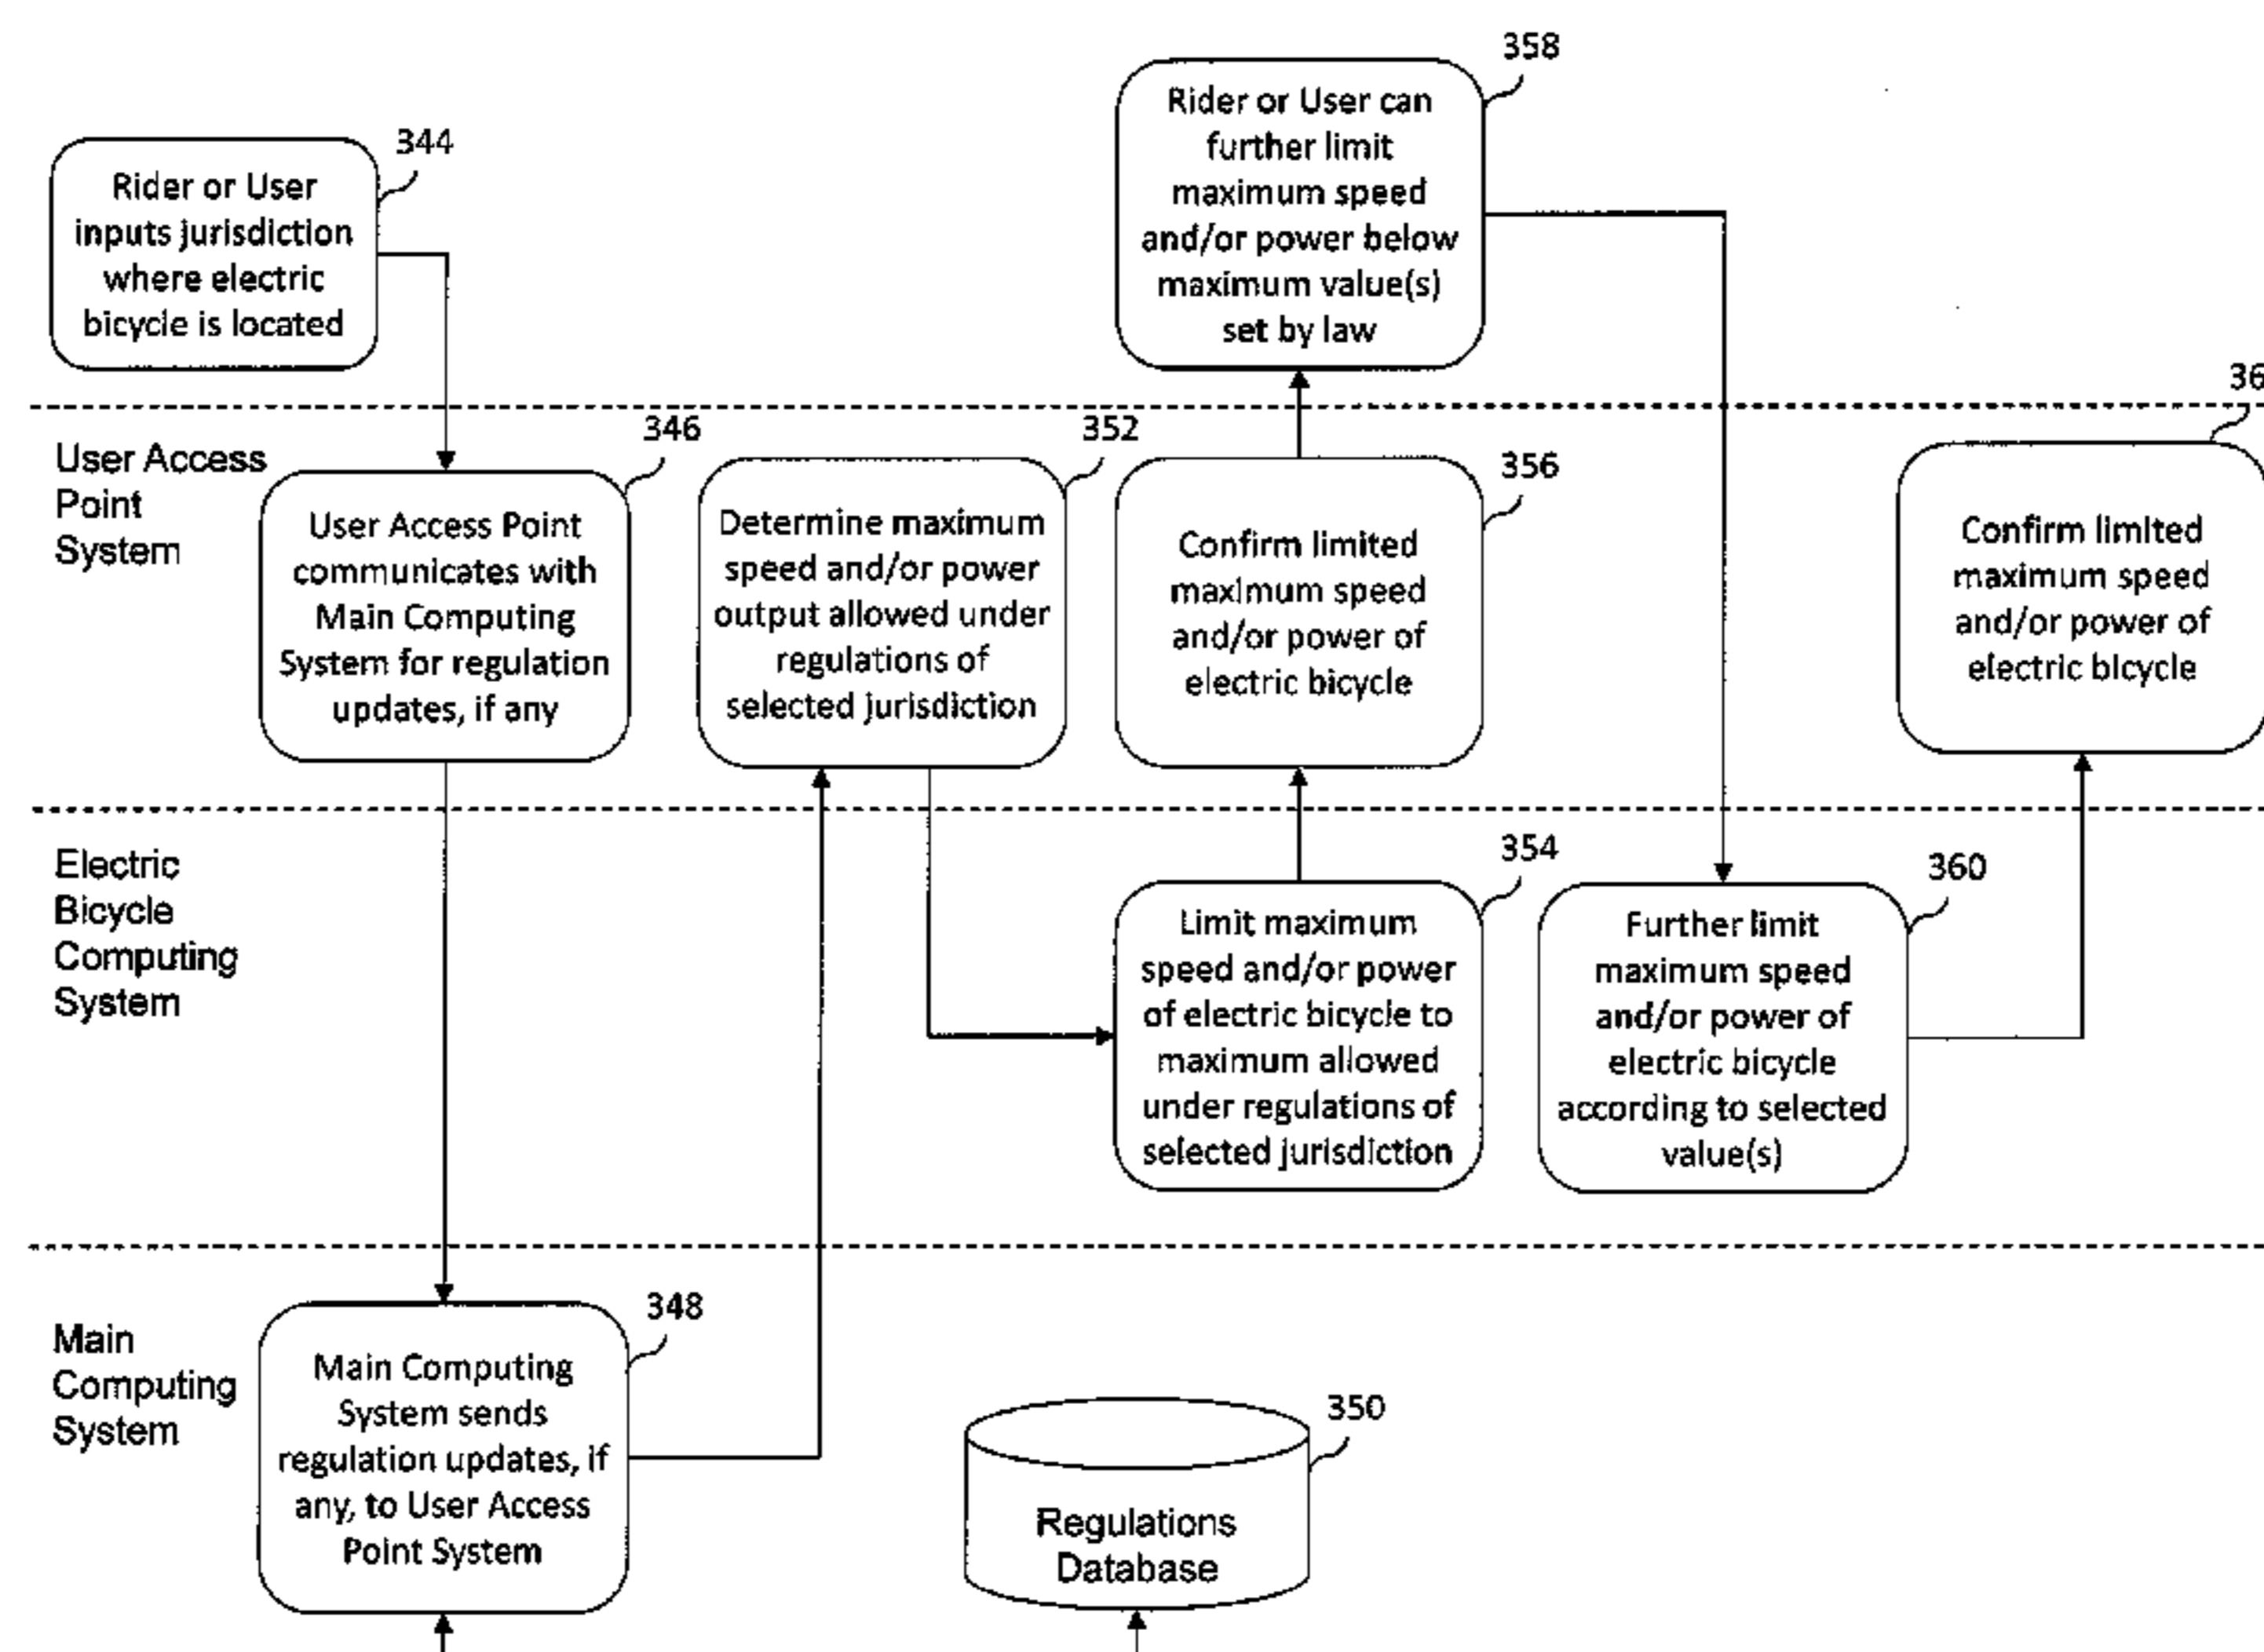 358
Rider or User can
further limit
maximum speed
and/or power below
maximum value(s)
set by law
344
Rider or User
inputs jurisdiction
where electric
bicycle is located
User Access
Point
System
346
User Access Point
communicates with
Main Computing
System for regulation
updates, if any
352
Determine maximum
speed and/or power
output allowed under
regulations of
selected jurisdiction
356
Confirm limited
maximum speed
and/or power of
electric bicycle
36
Confirm limited
maximum speed
and/or power of
electric bicycle
Electric
Bicycle
Computing
System
354
Limit maximum
speed and/or power
of electric bicycle to
maximum allowed
under regulations of
selected jurisdiction
360
Further limit
maximum speed
and/or power of
electric bicycle
according to selected
value(s)
Main
Computing
System
348
Main Computing
System sends
regulation updates, if
any, to User Access
Point System
350
Regulations
Database